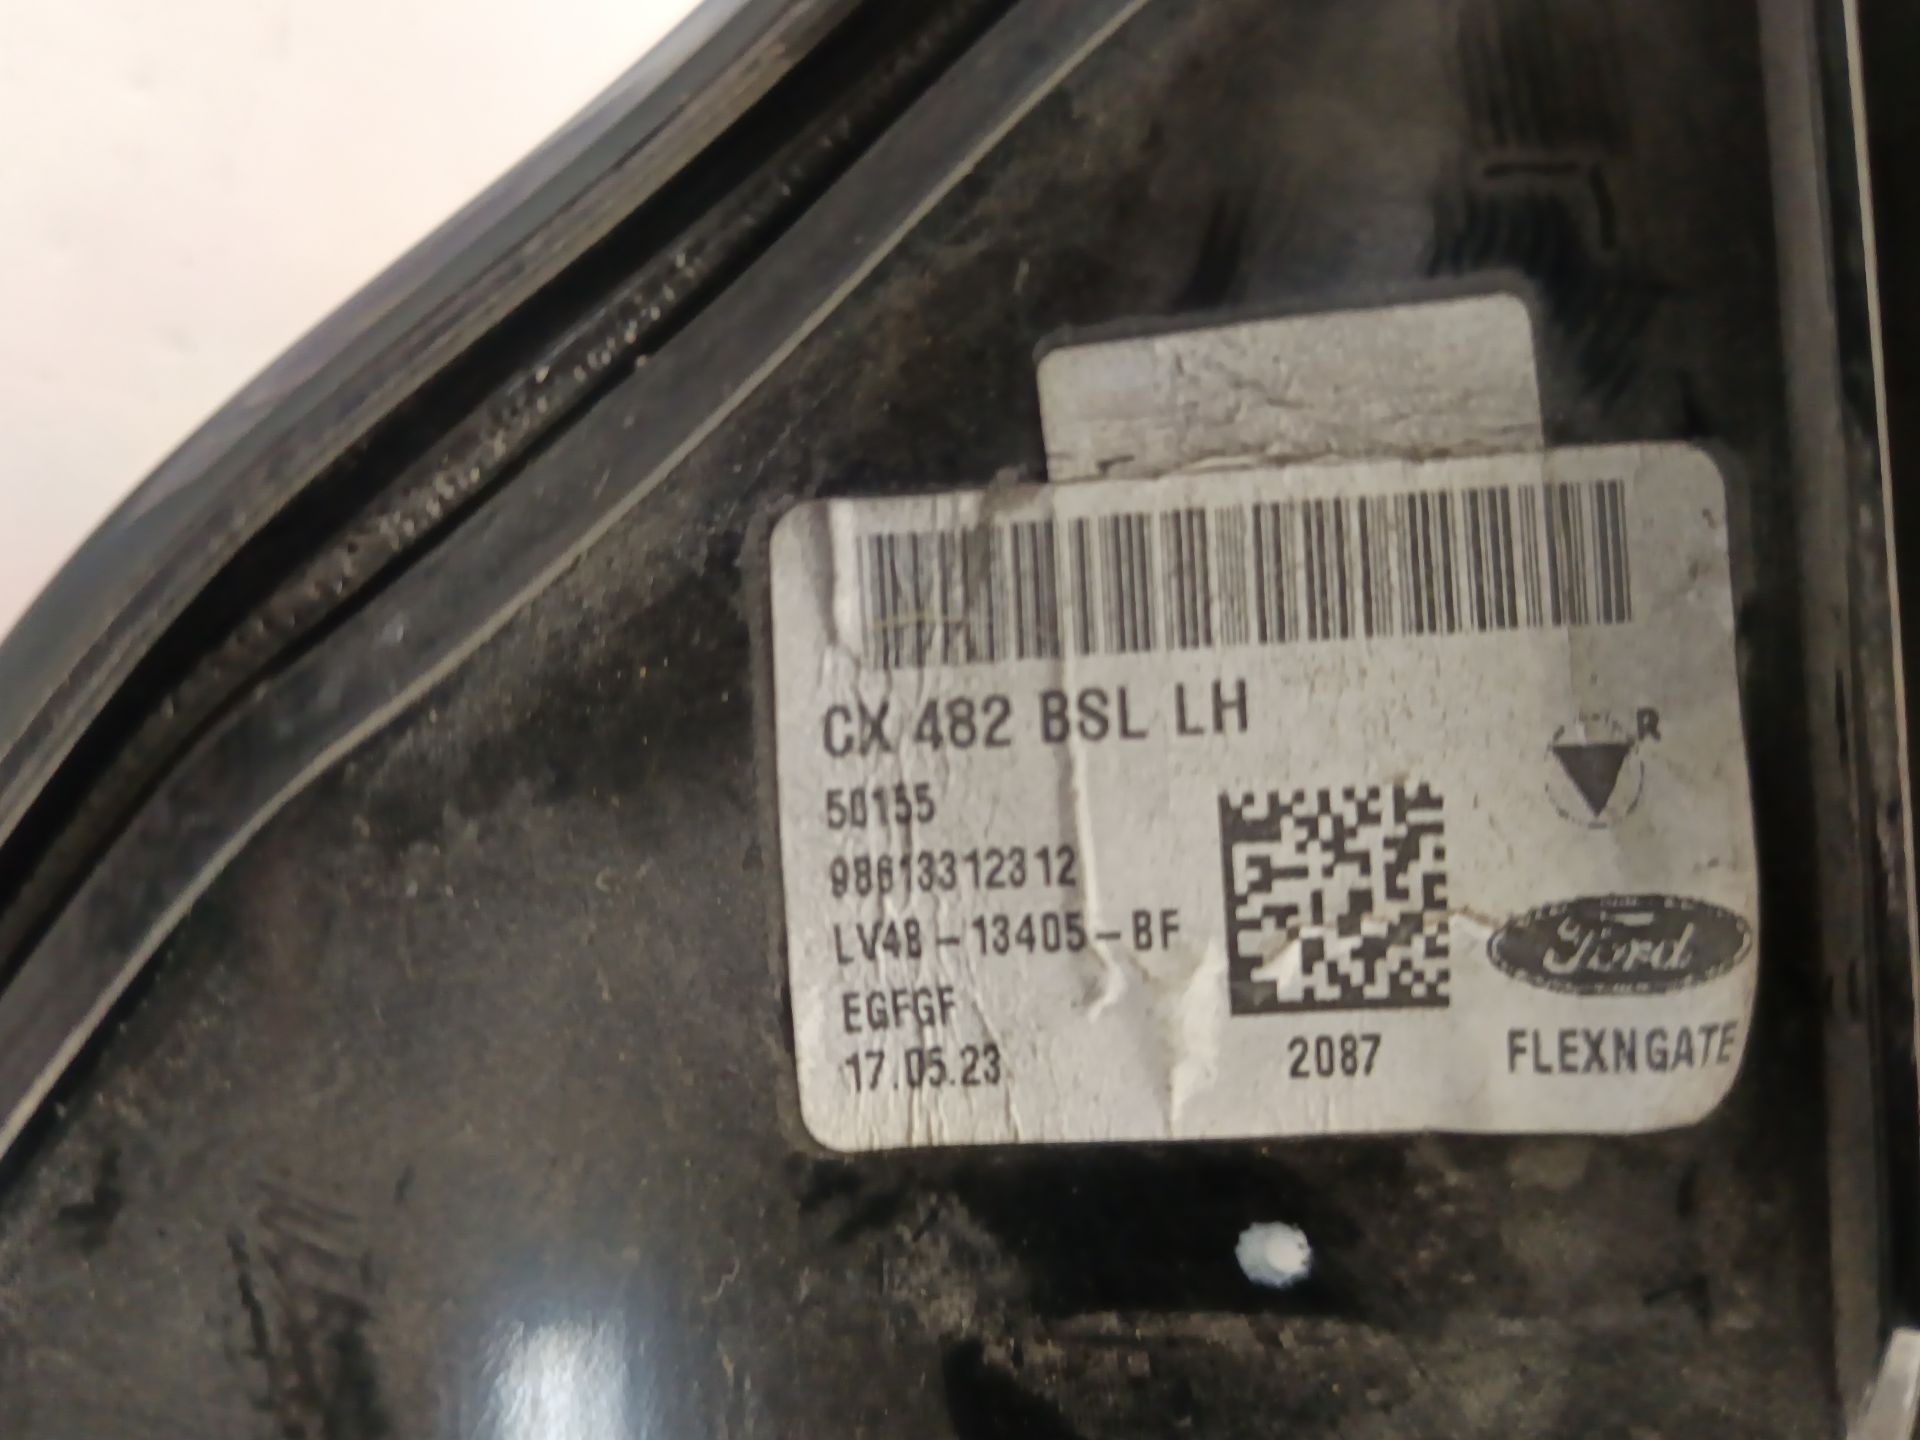 CX 482 BSL LH
50155
R
98613312312
LV4B-13405-BF
Ford
EGFGF
17.05.23
2087
FLEXNGATE